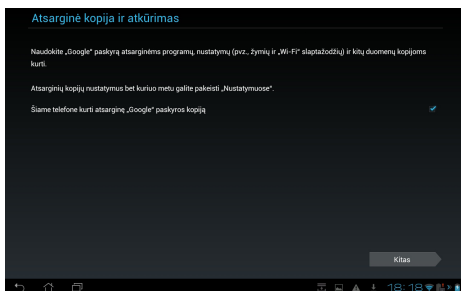 Atsarginė kopija ir atkūrimas
Naudokite „Google“ paskyrą atsarginėms programų, nustatymų (pvz., žymių ir „Wi-Fi“ slaptažodžių) ir kitų duomenų kopijoms
kurti.
Atsarginių kopijų nustatymus bet kuriuo metu galite pakeisti „Nustatymuose“.
Šiame telefone kurti atsarginę „Google“ paskyros kopiją
Kitas
18:18